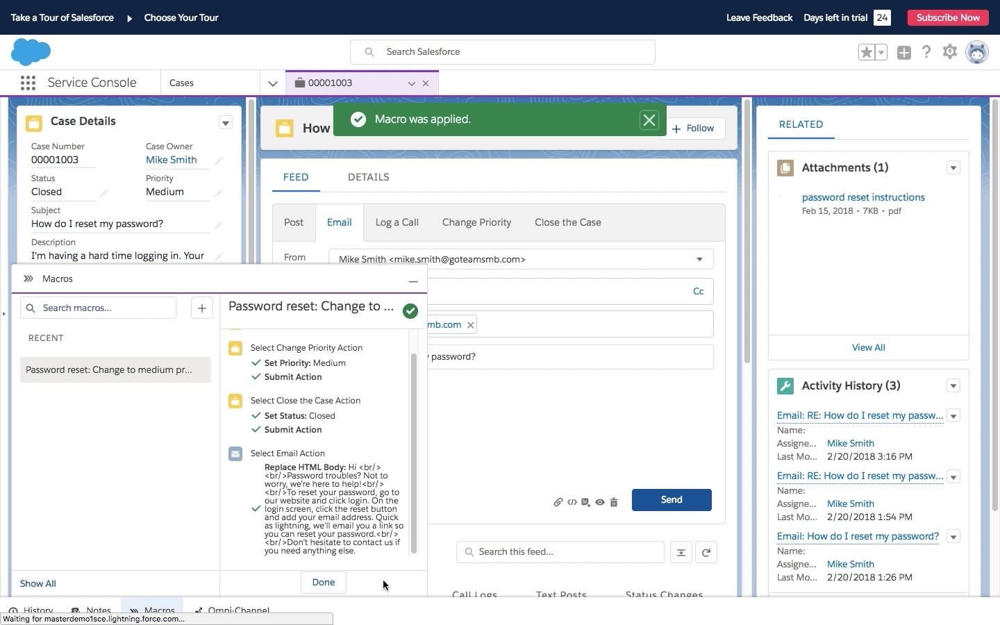 Take a Tour of Salesforce
Choose Your Tour
Leave Feedback
Days left in trial 24
Subscribe Now
Search Salesforce
Service Console
Cases
00001003
Case Details
Case Number
00001003
Case Owner
Mike Smith
Status
Closed
Priority
Medium
Subject
How do I reset my password?
Description
I'm having a hard time logging in. Your
Macro was applied.
How
Follow
FEED
DETAILS
Post
Email
Log a Call
Change Priority
Close the Case
From
Mike Smith <mike.smith@goteamsmb.com>
Cc
mb.com
password?
Send
Search this feed...
Call Logs
Text Posts
Status Changes
Macros
Search macros...
RECENT
Password reset: Change to medium pr...
Show All
Password reset: Change to ...
Select Change Priority Action
Set Priority: Medium
Submit Action
Select Close the Case Action
Set Status: Closed
Submit Action
Select Email Action
Replace HTML Body: Hi <br/>
<br/>Password troubles? Not to
worry, we're here to help!<br/>
<br/>To reset your password, go to
our website and click login. On the
login screen, click the reset button
and add your email address. Quick
as lightning, we'll email you a link so
you can reset your password.<br/>
<br/>Don't hesitate to contact us if
you need anything else.
Done
RELATED
Attachments (1)
password reset instructions
Feb 15, 2018 • 7KB • pdf
View All
Activity History (3)
Email: RE: How do I reset my passw...
Name:
Assigne... Mike Smith
Last Mo... 2/20/2018 3:16 PM
Email: RE: How do I reset my passw...
Name:
Assigne... Mike Smith
Last Mo... 2/20/2018 1:54 PM
Email: How do I reset my password?
Name:
Assigne... Mike Smith
Last Mo... 2/20/2018 1:26 PM
History
Notes
Macros
Omni-Channel
Waiting for masterdemo1sce.lightning.force.com...